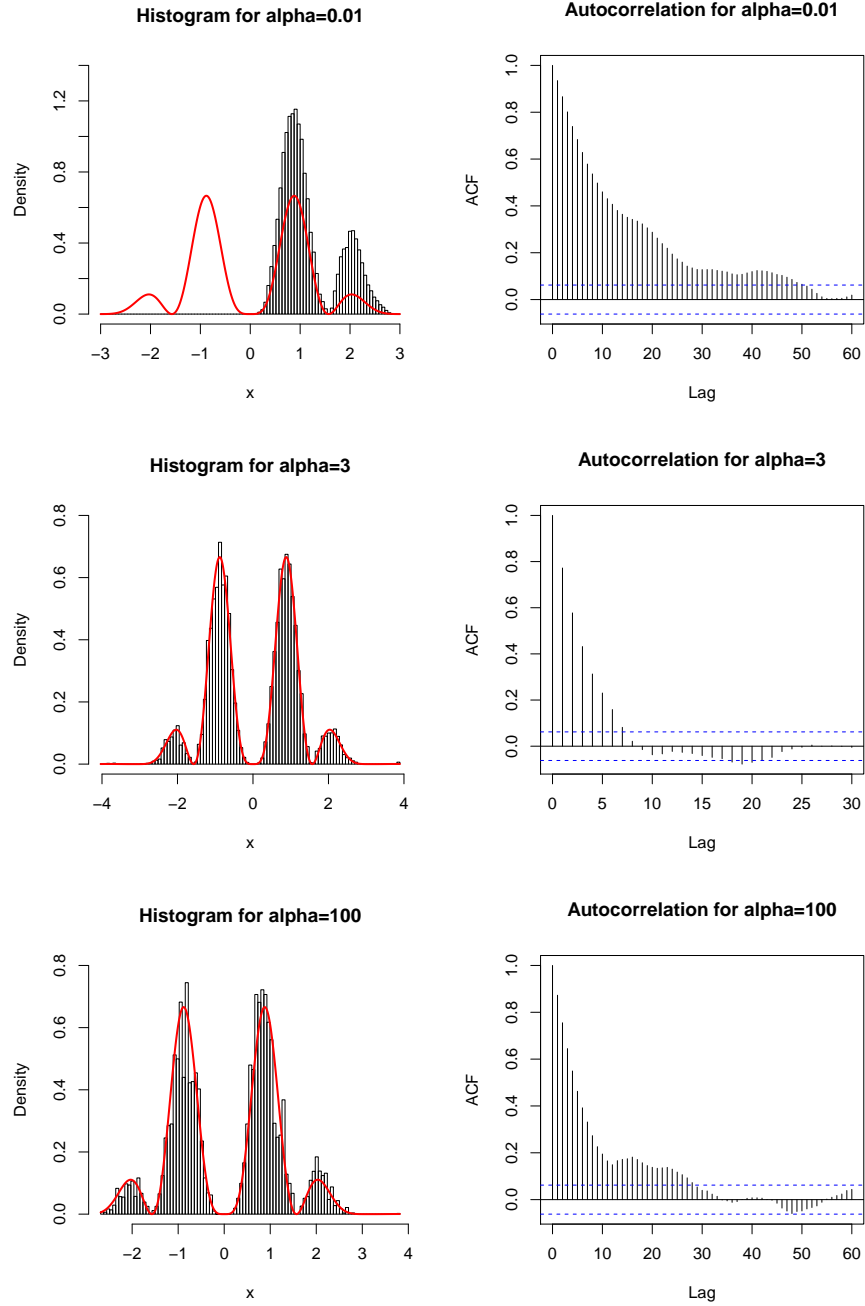 Histogram for alpha=0.01
Density
0.0 0.4 0.8 1.2
−3 −2 −1 0 1 2 3
x
Autocorrelation for alpha=0.01
ACF
0.0 0.2 0.4 0.6 0.8 1.0
0 10 20 30 40 50 60
Lag
Histogram for alpha=3
Density
0.0 0.2 0.4 0.6 0.8
−4 −2 0 2 4
x
Autocorrelation for alpha=3
ACF
0.0 0.2 0.4 0.6 0.8 1.0
0 5 10 15 20 25 30
Lag
Histogram for alpha=100
Density
0.0 0.2 0.4 0.6 0.8
−2 −1 0 1 2 3 4
x
Autocorrelation for alpha=100
ACF
0.0 0.2 0.4 0.6 0.8 1.0
0 10 20 30 40 50 60
Lag